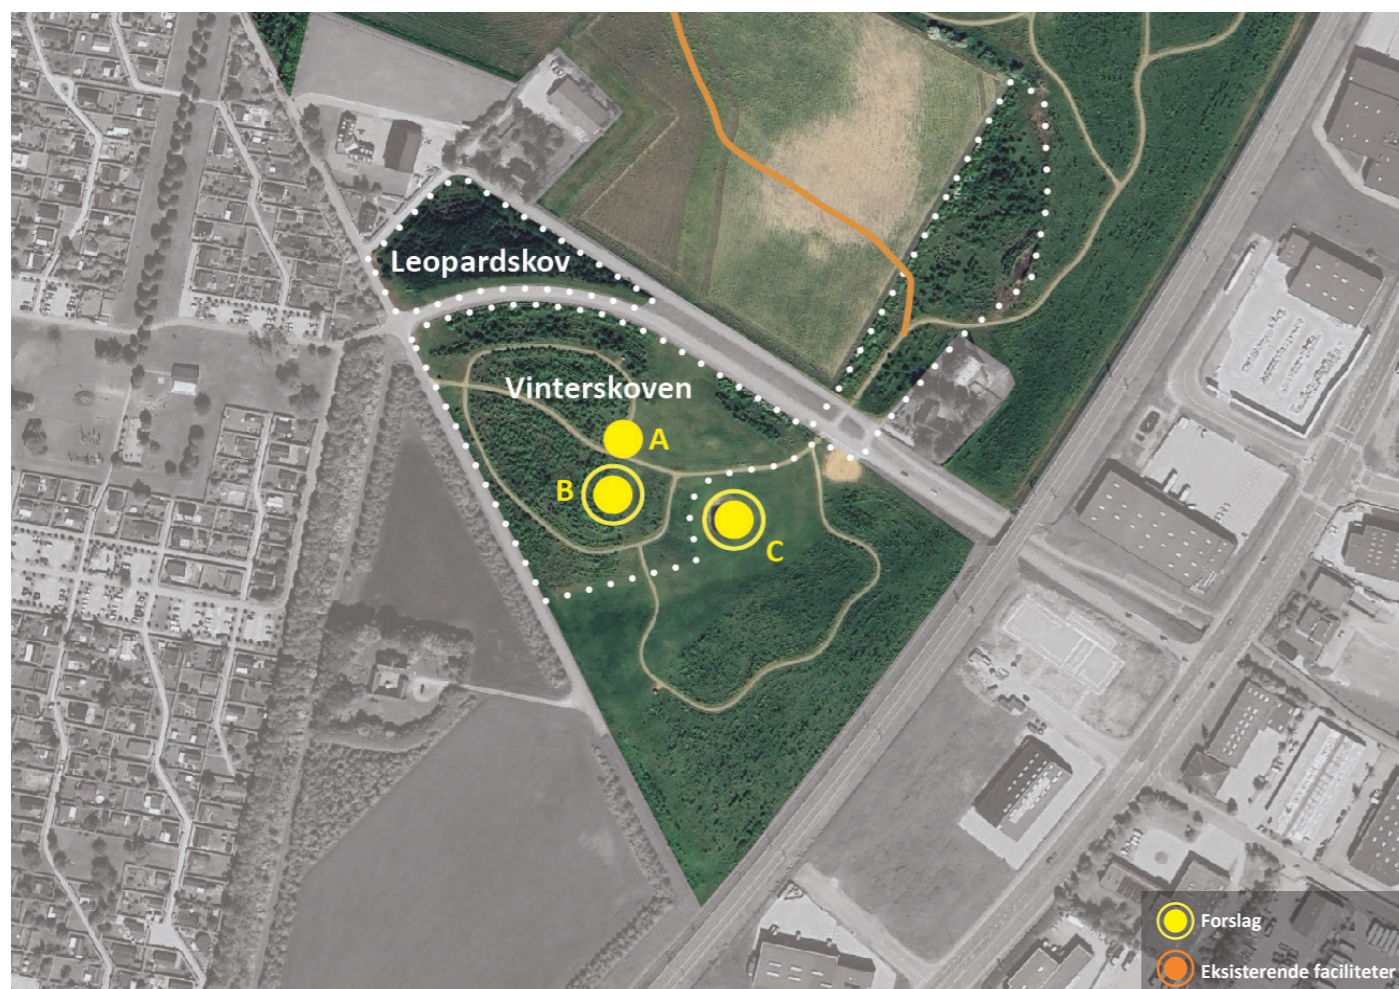 Leopardskov
Vinterskoven
A
B
C
Forslag
Eksisterende faciliteter